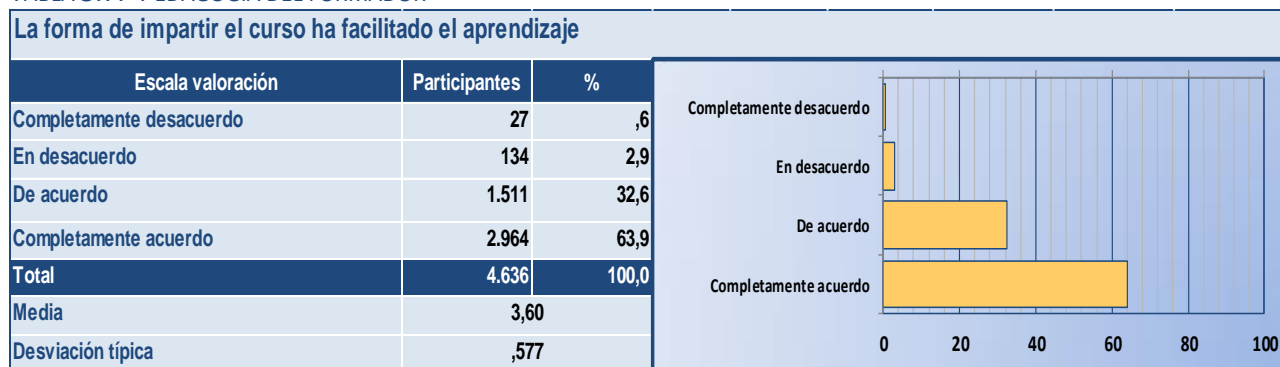 La forma de impartir el curso ha facilitado el aprendizaje
Escala valoración Participantes %
Completamente desacuerdo 27 ,6
En desacuerdo 134 2,9
De acuerdo 1.511 32,6
Completamente acuerdo 2.964 63,9
Total 4.636 100,0
Media 3,60
Desviación típica ,577
Completamente desacuerdo
En desacuerdo
De acuerdo
Completamente acuerdo
0 20 40 60 80 100